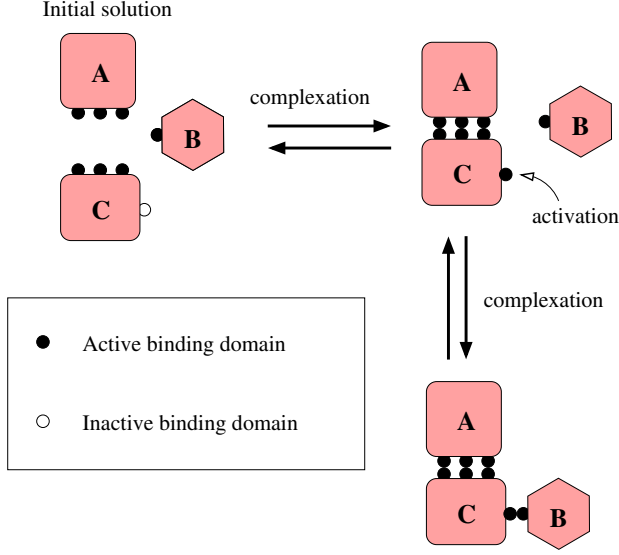 Initial solution
A
B
C
complexation
A
C
B
activation
complexation
Active binding domain
Inactive binding domain
A
C
B